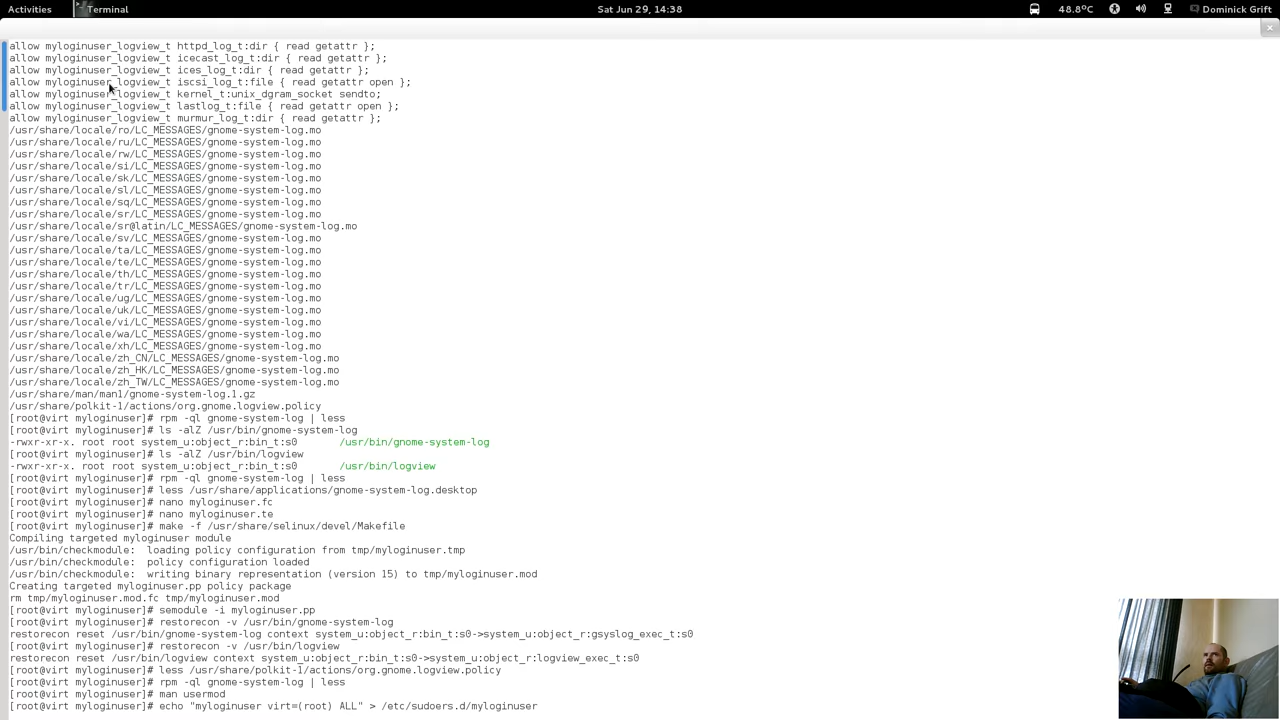 Activities Terminal Sat Jun 29, 14:38 48.8°C Dominick Grift
allow myloginuser_logview_t httpd_log_t:dir { read getattr };
allow myloginuser_logview_t icecast_log_t:dir { read getattr };
allow myloginuser_logview_t ices_log_t:dir { read getattr };
allow myloginuser_logview_t iscsi_log_t:file { read getattr open };
allow myloginuser_logview_t kernel_t:unix_dgram_socket sendto;
allow myloginuser_logview_t lastlog_t:file { read getattr open };
allow myloginuser_logview_t murmur_log_t:dir { read getattr };
/usr/share/locale/ro/LC_MESSAGES/gnome-system-log.mo
/usr/share/locale/ru/LC_MESSAGES/gnome-system-log.mo
/usr/share/locale/rw/LC_MESSAGES/gnome-system-log.mo
/usr/share/locale/si/LC_MESSAGES/gnome-system-log.mo
/usr/share/locale/sk/LC_MESSAGES/gnome-system-log.mo
/usr/share/locale/sl/LC_MESSAGES/gnome-system-log.mo
/usr/share/locale/sq/LC_MESSAGES/gnome-system-log.mo
/usr/share/locale/sr/LC_MESSAGES/gnome-system-log.mo
/usr/share/locale/sr@latin/LC_MESSAGES/gnome-system-log.mo
/usr/share/locale/sv/LC_MESSAGES/gnome-system-log.mo
/usr/share/locale/ta/LC_MESSAGES/gnome-system-log.mo
/usr/share/locale/te/LC_MESSAGES/gnome-system-log.mo
/usr/share/locale/th/LC_MESSAGES/gnome-system-log.mo
/usr/share/locale/tr/LC_MESSAGES/gnome-system-log.mo
/usr/share/locale/ug/LC_MESSAGES/gnome-system-log.mo
/usr/share/locale/uk/LC_MESSAGES/gnome-system-log.mo
/usr/share/locale/vi/LC_MESSAGES/gnome-system-log.mo
/usr/share/locale/wa/LC_MESSAGES/gnome-system-log.mo
/usr/share/locale/xh/LC_MESSAGES/gnome-system-log.mo
/usr/share/locale/zh_CN/LC_MESSAGES/gnome-system-log.mo
/usr/share/locale/zh_HK/LC_MESSAGES/gnome-system-log.mo
/usr/share/locale/zh_TW/LC_MESSAGES/gnome-system-log.mo
/usr/share/man/man1/gnome-system-log.1.gz
/usr/share/polkit-1/actions/org.gnome.logview.policy
[root@virt myloginuser]# rpm -ql gnome-system-log | less
[root@virt myloginuser]# ls -alZ /usr/bin/gnome-system-log
-rwxr-xr-x. root root system_u:object_r:bin_t:s0 /usr/bin/gnome-system-log
[root@virt myloginuser]# ls -alZ /usr/bin/logview
-rwxr-xr-x. root root system_u:object_r:bin_t:s0 /usr/bin/logview
[root@virt myloginuser]# rpm -ql gnome-system-log | less
[root@virt myloginuser]# less /usr/share/applications/gnome-system-log.desktop
[root@virt myloginuser]# nano myloginuser.fc
[root@virt myloginuser]# nano myloginuser.te
[root@virt myloginuser]# make -f /usr/share/selinux/devel/Makefile
Compiling targeted myloginuser module
/usr/bin/checkmodule:  loading policy configuration from tmp/myloginuser.tmp
/usr/bin/checkmodule:  policy configuration loaded
/usr/bin/checkmodule:  writing binary representation (version 15) to tmp/myloginuser.mod
Creating targeted myloginuser.pp policy package
rm tmp/myloginuser.mod.fc tmp/myloginuser.mod
[root@virt myloginuser]# semodule -i myloginuser.pp
[root@virt myloginuser]# restorecon -v /usr/bin/gnome-system-log
restorecon reset /usr/bin/gnome-system-log context system_u:object_r:bin_t:s0->system_u:object_r:gsyslog_exec_t:s0
[root@virt myloginuser]# restorecon -v /usr/bin/logview
restorecon reset /usr/bin/logview context system_u:object_r:bin_t:s0->system_u:object_r:logview_exec_t:s0
[root@virt myloginuser]# less /usr/share/polkit-1/actions/org.gnome.logview.policy
[root@virt myloginuser]# rpm -ql gnome-system-log | less
[root@virt myloginuser]# man usermod
[root@virt myloginuser]# echo "myloginuser virt=(root) ALL" > /etc/sudoers.d/myloginuser